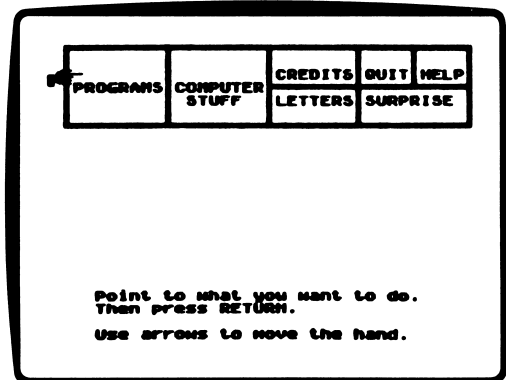 CREDITS QUIT HELP
PROGRAMS COMPUTER
STUFF LETTERS SURPRISE
Point to what you want to do.
Then press RETURN.
Use arrows to move the hand.